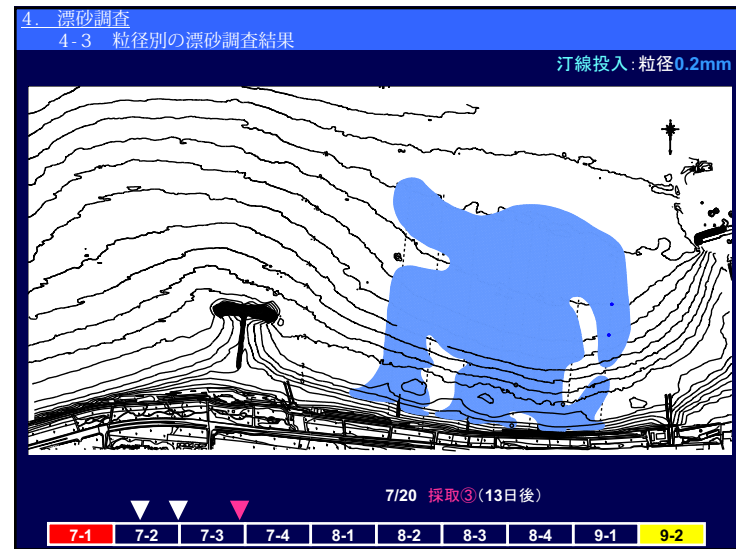 4. 漂砂調査
4-3 粒径別の漂砂調査結果
汀線投入:粒径0.2mm
7/20 採取③(13日後)
7-1 7-2 7-3 7-4 8-1 8-2 8-3 8-4 9-1 9-2